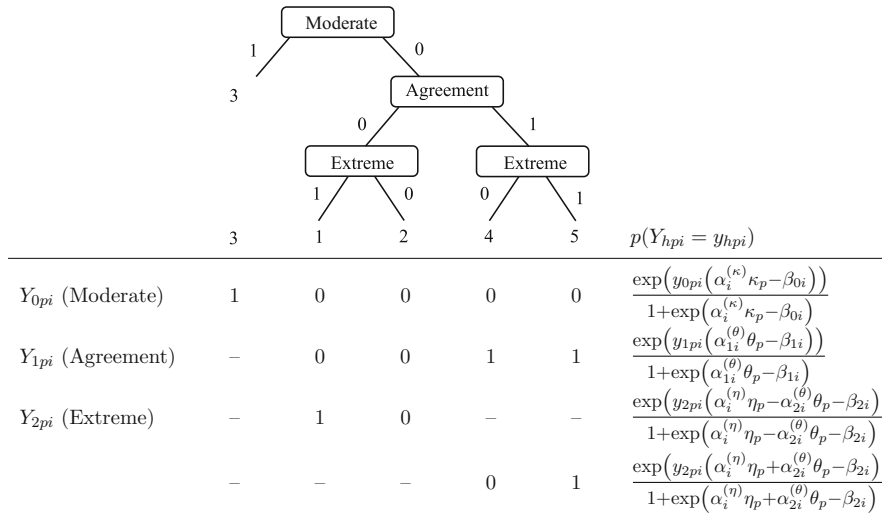 Moderate
1 0
3 Agreement
0 1
Extreme Extreme
1 0 0 1
3 1 2 4 5 p(Y_{hpi} = y_{hpi})
Y_{0pi} (Moderate) 1 0 0 0 0 \frac{\exp(y_{0pi}(α_i^{(κ)}κ_p−β_{0i}))}{1+\exp(α_i^{(κ)}κ_p−β_{0i})}
Y_{1pi} (Agreement) – 0 0 1 1 \frac{\exp(y_{1pi}(α_{1i}^{(θ)}θ_p−β_{1i}))}{1+\exp(α_{1i}^{(θ)}θ_p−β_{1i})}
Y_{2pi} (Extreme) – 1 0 – – \frac{\exp(y_{2pi}(α_i^{(η)}η_p−α_{2i}^{(θ)}θ_p−β_{2i})}{1+\exp(α_i^{(η)}η_p−α_{2i}^{(θ)}θ_p−β_{2i})}
– – – 0 1 \frac{\exp(y_{2pi}(α_i^{(η)}η_p+α_{2i}^{(θ)}θ_p−β_{2i})}{1+\exp(α_i^{(η)}η_p+α_{2i}^{(θ)}θ_p−β_{2i})}